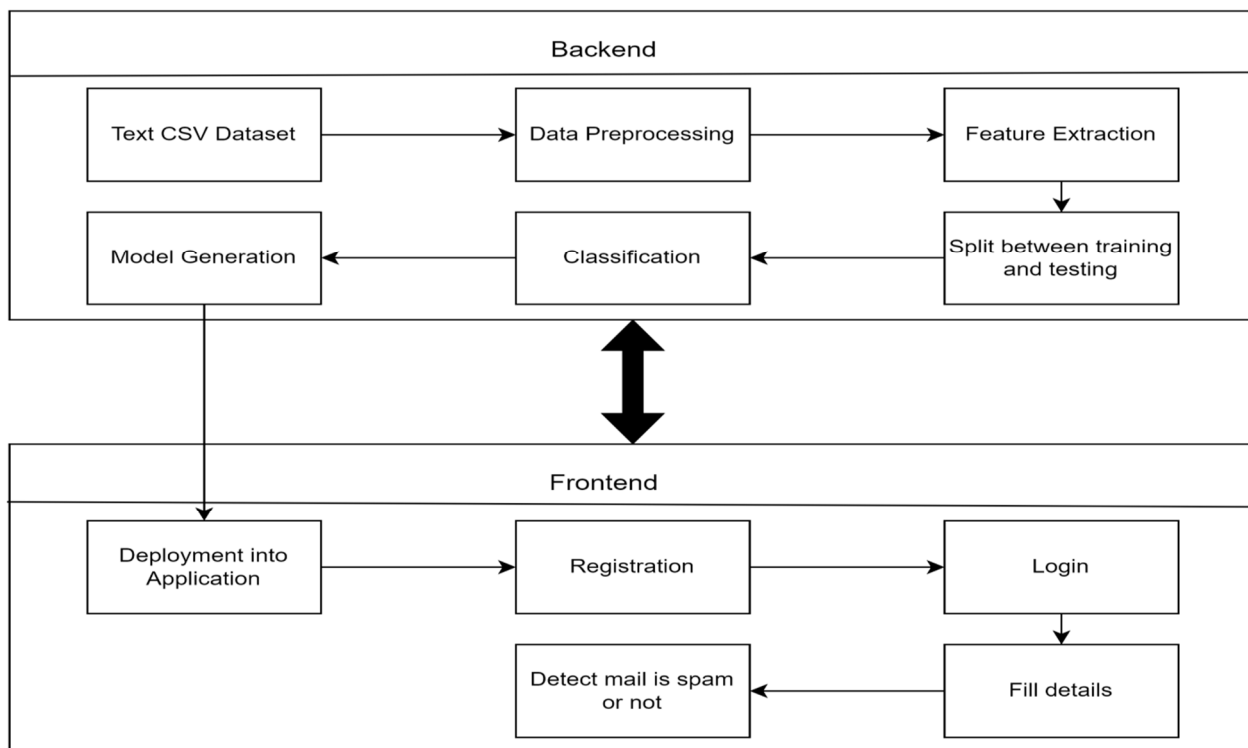 Backend
Text CSV Dataset
Data Preprocessing
Feature Extraction
Model Generation
Classification
Split between training
and testing
Frontend
Deployment into
Application
Registration
Login
Detect mail is spam
or not
Fill details